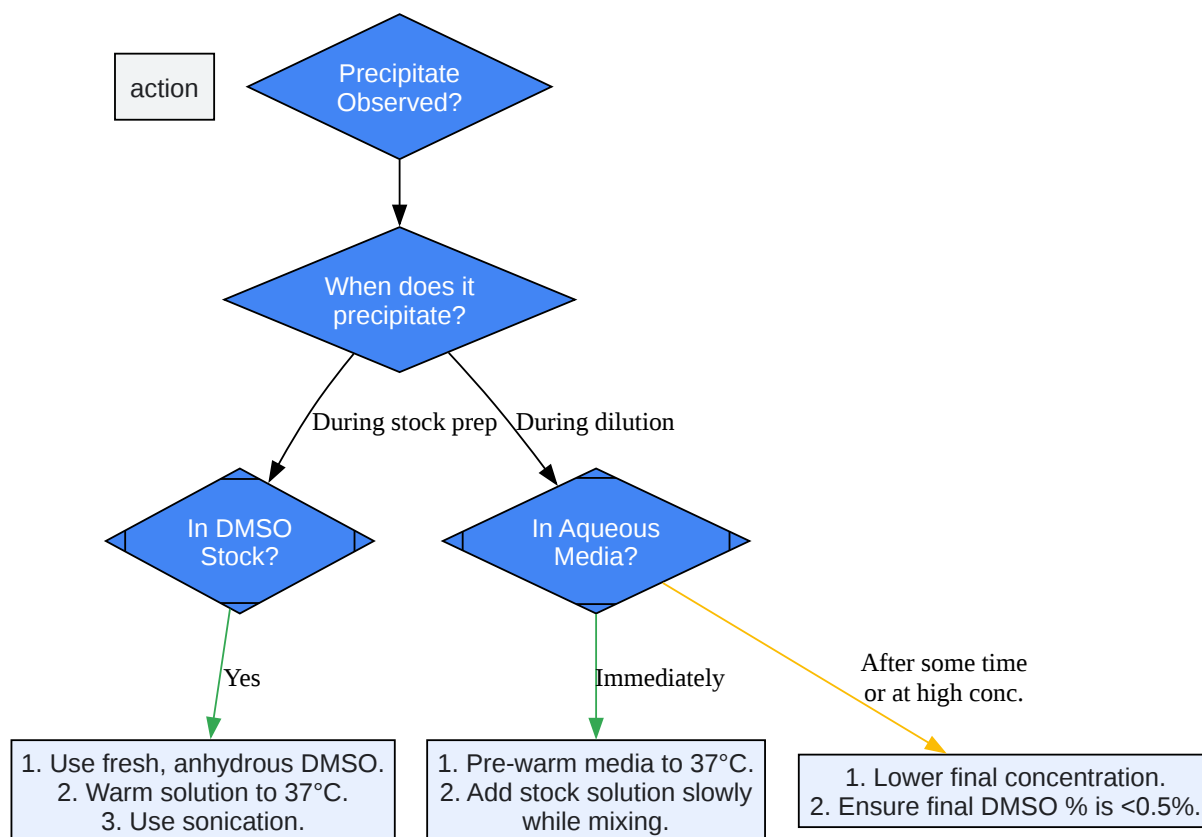 action
Precipitate
Observed?
When does it
precipitate?
During stock prep
During dilution
In DMSO
Stock?
In Aqueous
Media?
Yes
Immediately
After some time
or at high conc.
1. Use fresh, anhydrous DMSO.
2. Warm solution to 37°C.
3. Use sonication.
1. Pre-warm media to 37°C.
2. Add stock solution slowly
while mixing.
1. Lower final concentration.
2. Ensure final DMSO % is <0.5%.